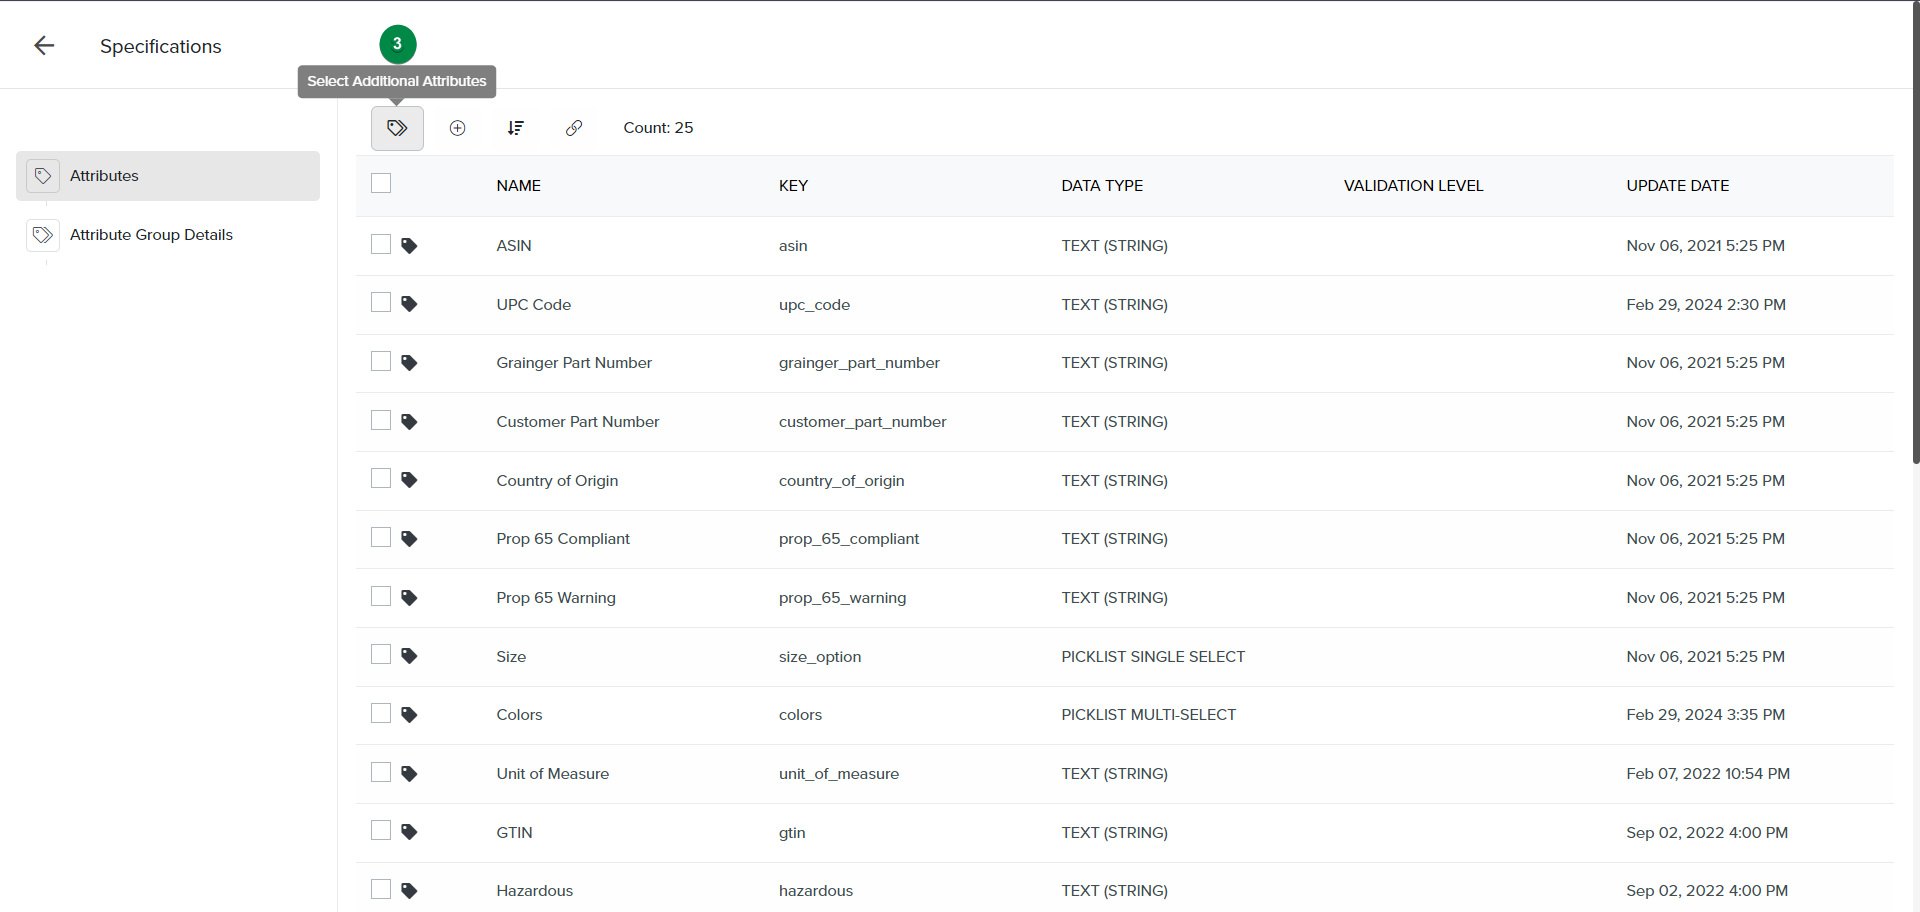 Specifications
3
Select Additional Attributes
Count: 25
Attributes
Attribute Group Details
NAME KEY DATA TYPE VALIDATION LEVEL UPDATE DATE
ASIN asin TEXT (STRING) Nov 06, 2021 5:25 PM
UPC Code upc_code TEXT (STRING) Feb 29, 2024 2:30 PM
Grainger Part Number grainger_part_number TEXT (STRING) Nov 06, 2021 5:25 PM
Customer Part Number customer_part_number TEXT (STRING) Nov 06, 2021 5:25 PM
Country of Origin country_of_origin TEXT (STRING) Nov 06, 2021 5:25 PM
Prop 65 Compliant prop_65_compliant TEXT (STRING) Nov 06, 2021 5:25 PM
Prop 65 Warning prop_65_warning TEXT (STRING) Nov 06, 2021 5:25 PM
Size size_option PICKLIST SINGLE SELECT Nov 06, 2021 5:25 PM
Colors colors PICKLIST MULTI-SELECT Feb 29, 2024 3:35 PM
Unit of Measure unit_of_measure TEXT (STRING) Feb 07, 2022 10:54 PM
GTIN gtin TEXT (STRING) Sep 02, 2022 4:00 PM
Hazardous hazardous TEXT (STRING) Sep 02, 2022 4:00 PM